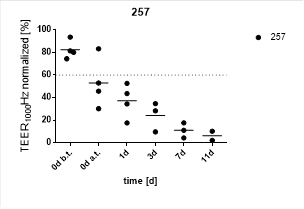 257
TEER1000Hz normalized [%]
100
80
60
40
20
0
0d b.t.
0d a.t.
1d
3d
7d
11d
time [d]
257